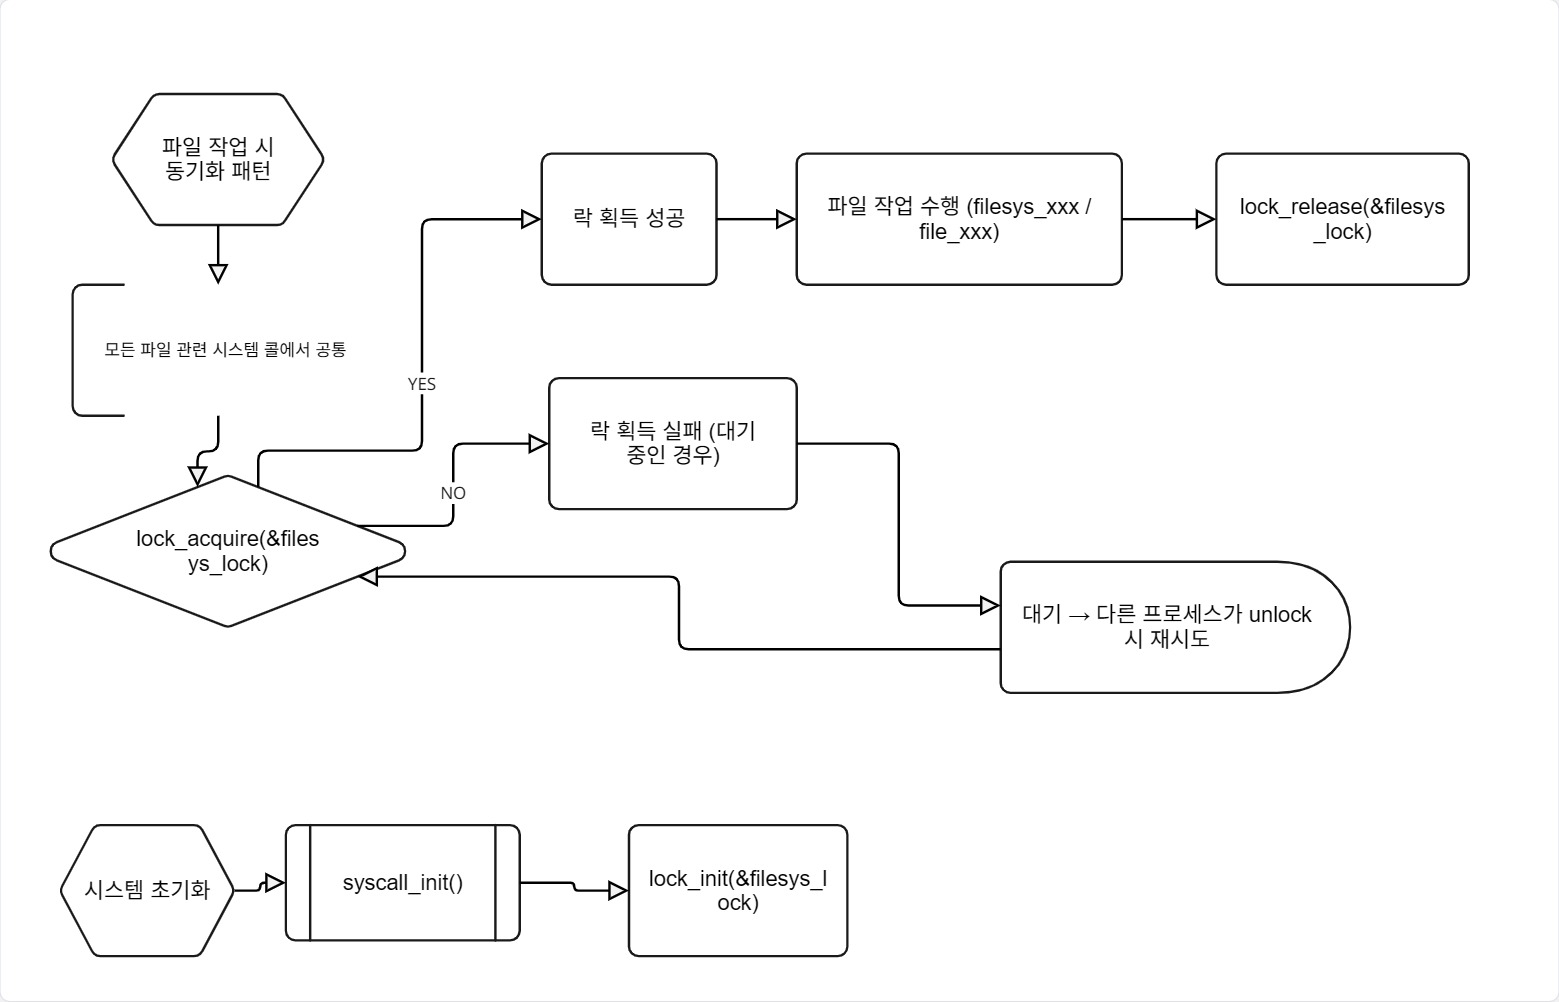 파일 작업 시
동기화 패턴
모든 파일 관련 시스템 콜에서 공통
lock_acquire(&files
ys_lock)
YES
락 획득 성공
파일 작업 수행 (filesys_xxx /
file_xxx)
lock_release(&filesys
_lock)
NO
락 획득 실패 (대기
중인 경우)
대기 → 다른 프로세스가 unlock
시 재시도
시스템 초기화
syscall_init()
lock_init(&filesys_l
ock)